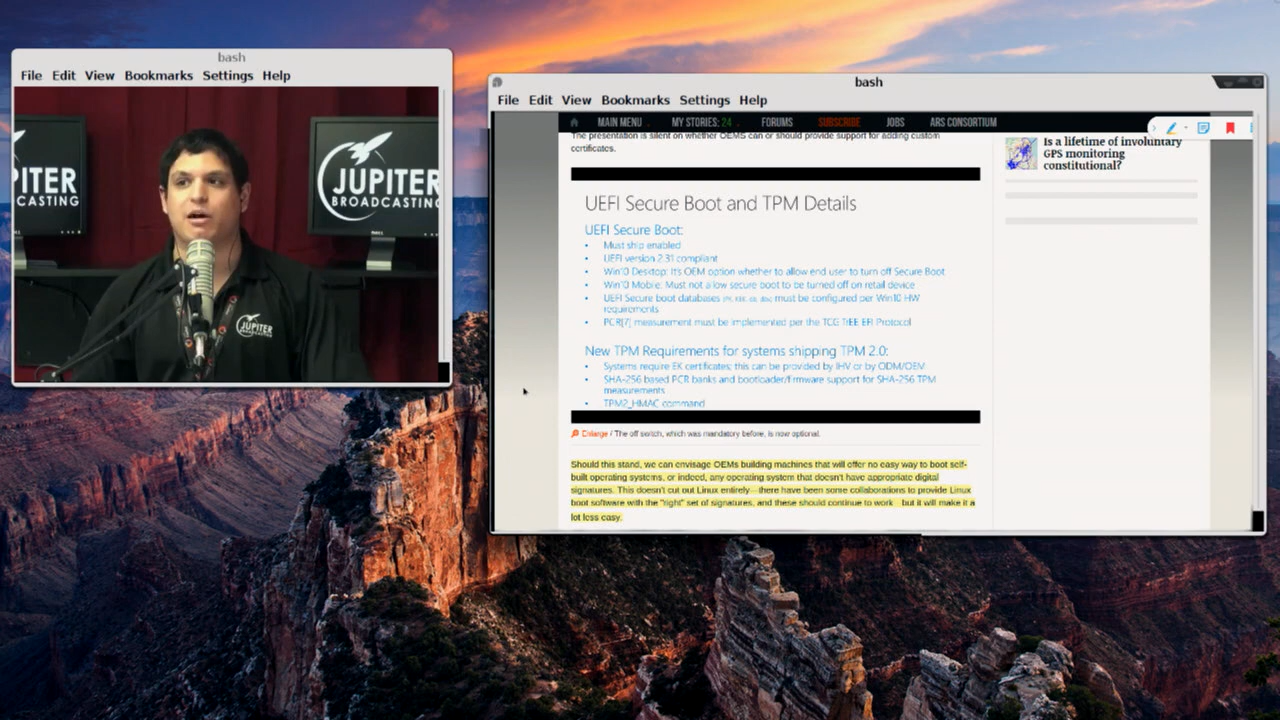 bash
File Edit View Bookmarks Settings Help
ITER
CASTING
JUPITER
BROADCASTING
DELL
JUPITER
BROADCASTING
bash
File Edit View Bookmarks Settings Help
MAIN MENU MY STORIES: 24 FORUMS SUBSCRIBE JOBS ARS CONSORTIUM
The presentation is silent on whether OEMS can or should provide support for adding custom
certificates.
UEFI Secure Boot and TPM Details
UEFI Secure Boot:
• Must ship enabled
• UEFI version 2.31 compliant
• Win10 Desktop: It's OEM option whether to allow end user to turn off Secure Boot
• Win10 Mobile: Must not allow secure boot to be turned off on retail device
• UEFI Secure boot databases must be configured per Win10 HW
requirements
• PCR[7] measurement must be implemented per the TCG TrEE EFI Protocol
New TPM Requirements for systems shipping TPM 2.0:
• Systems require EK certificates; this can be provided by IHV or by ODM/OEM
• SHA-256 based PCR banks and bootloader/firmware support for SHA-256 TPM
measurements
• TPM2_HMAC command
Enlarge / The off switch, which was mandatory before, is now optional.
Should this stand, we can envisage OEMs building machines that will offer no easy way to boot self-
built operating systems, or indeed, any operating system that doesn't have appropriate digital
signatures. This doesn't cut out Linux entirely—there have been some collaborations to provide Linux
boot software with the "right" set of signatures, and these should continue to work—but it will make it a
lot less easy.
Is a lifetime of involuntary
GPS monitoring
constitutional?